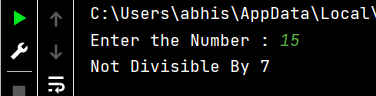 C:\Users\abhis\AppData\Local\
Enter the Number : 15
Not Divisible By 7